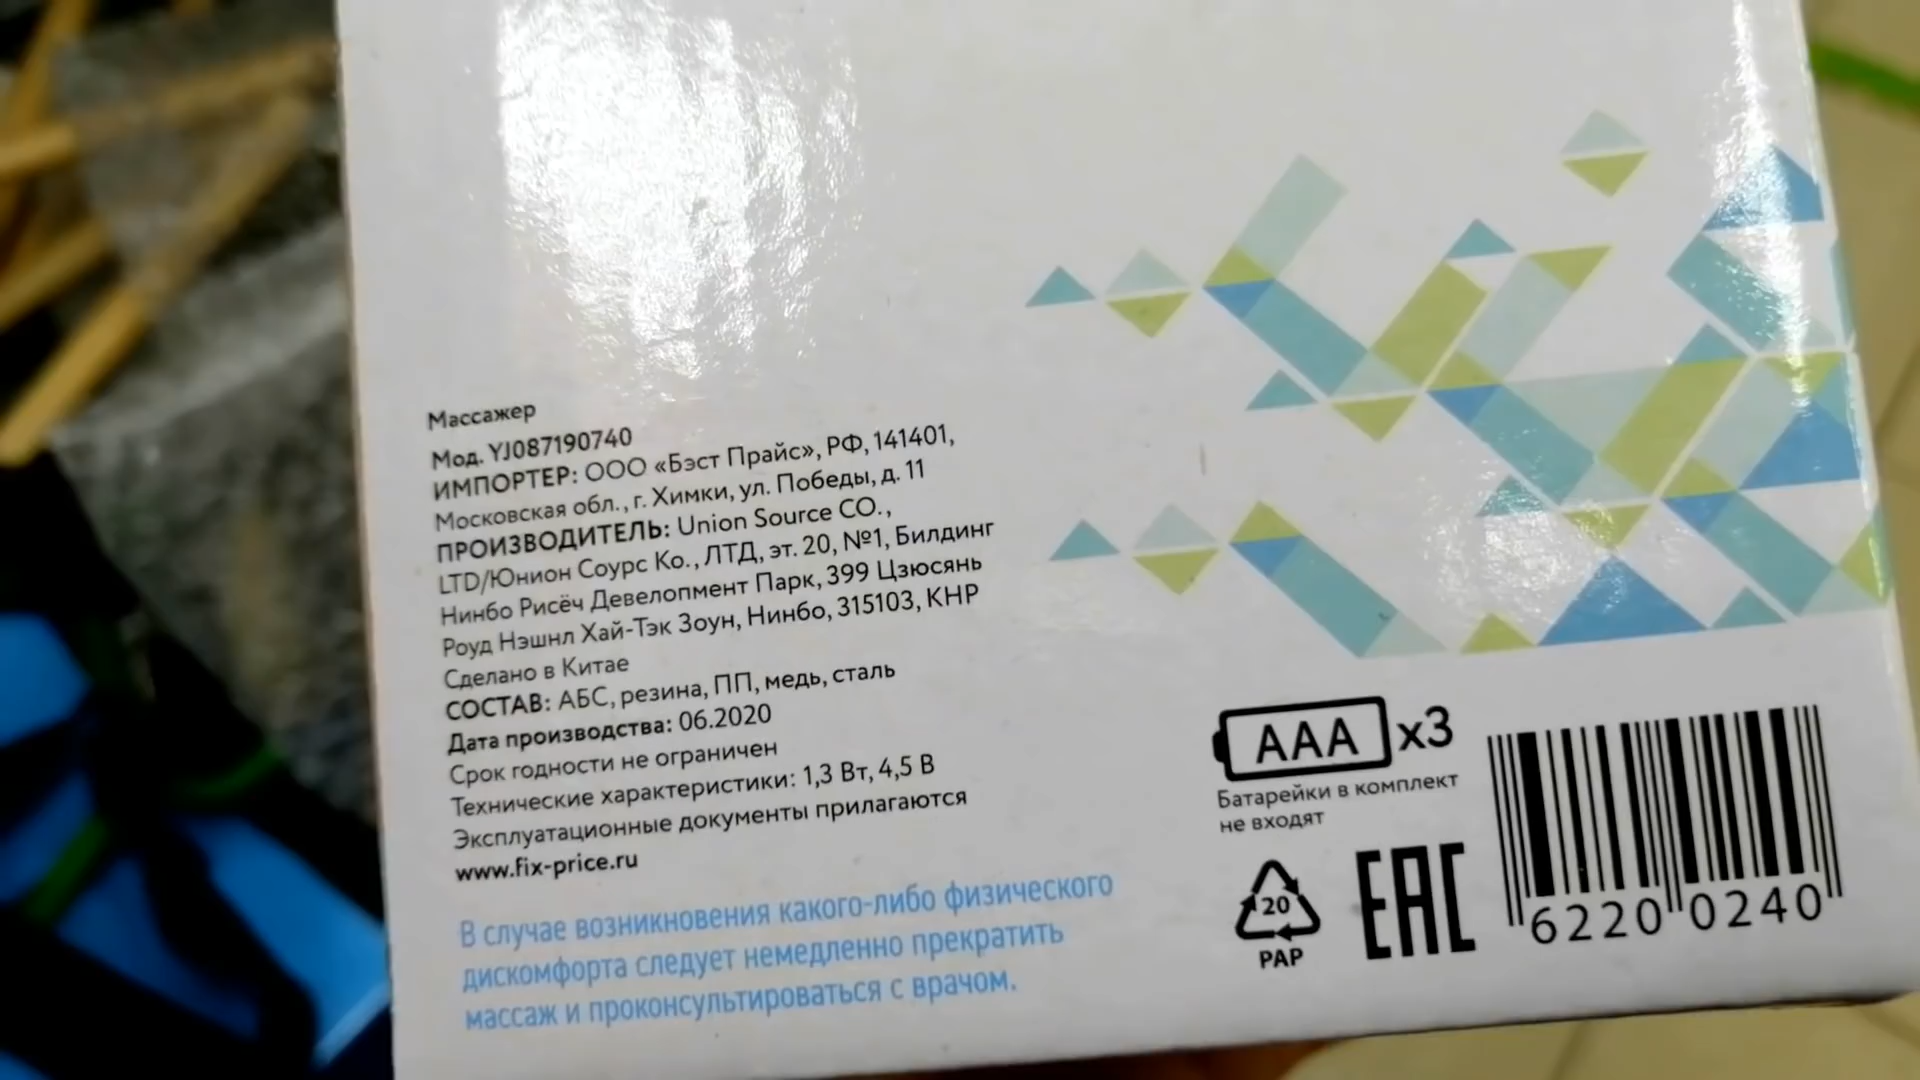 Массажер
Мод. YJ087190740
ИМПОРТЕР: ООО «Бэст Прайс», РФ, 141401,
Московская обл., г. Химки, ул. Победы, д. 11
ПРОИЗВОДИТЕЛЬ: Union Source CO.,
LTD/Юнион Соурс Ко., ЛТД, эт. 20, №1, Билдинг
Нинбо Рисёч Девелопмент Парк, 399 Цзюсянь
Роуд Нэшнл Хай-Тэк Зоун, Нинбо, 315103, КНР
Сделано в Китае
СОСТАВ: АБС, резина, ПП, медь, сталь
Дата производства: 06.2020
Срок годности не ограничен
Технические характеристики: 1,3 Вт, 4,5 В
Эксплуатационные документы прилагаются
www.fix-price.ru
В случае возникновения какого-либо физического
дискомфорта следует немедленно прекратить
массаж и проконсультироваться с врачом.
AAA x3
Батарейки в комплект
не входят
20
PAP
EAC
6220 0240